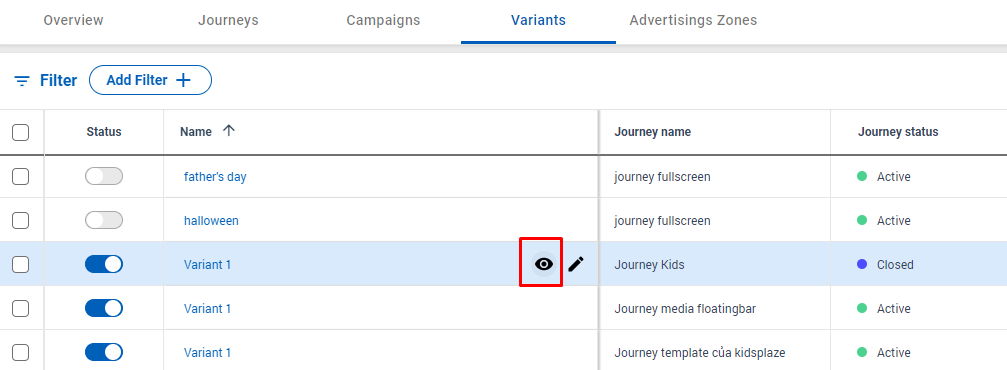 Overview Journeys Campaigns Variants Advertisings Zones
Filter Add Filter
Status Name Journey name Journey status
father's day journey fullscreen Active
halloween journey fullscreen Active
Variant 1 Journey Kids Closed
Variant 1 Journey media floatingbar Active
Variant 1 Journey template của kidsplaze Active